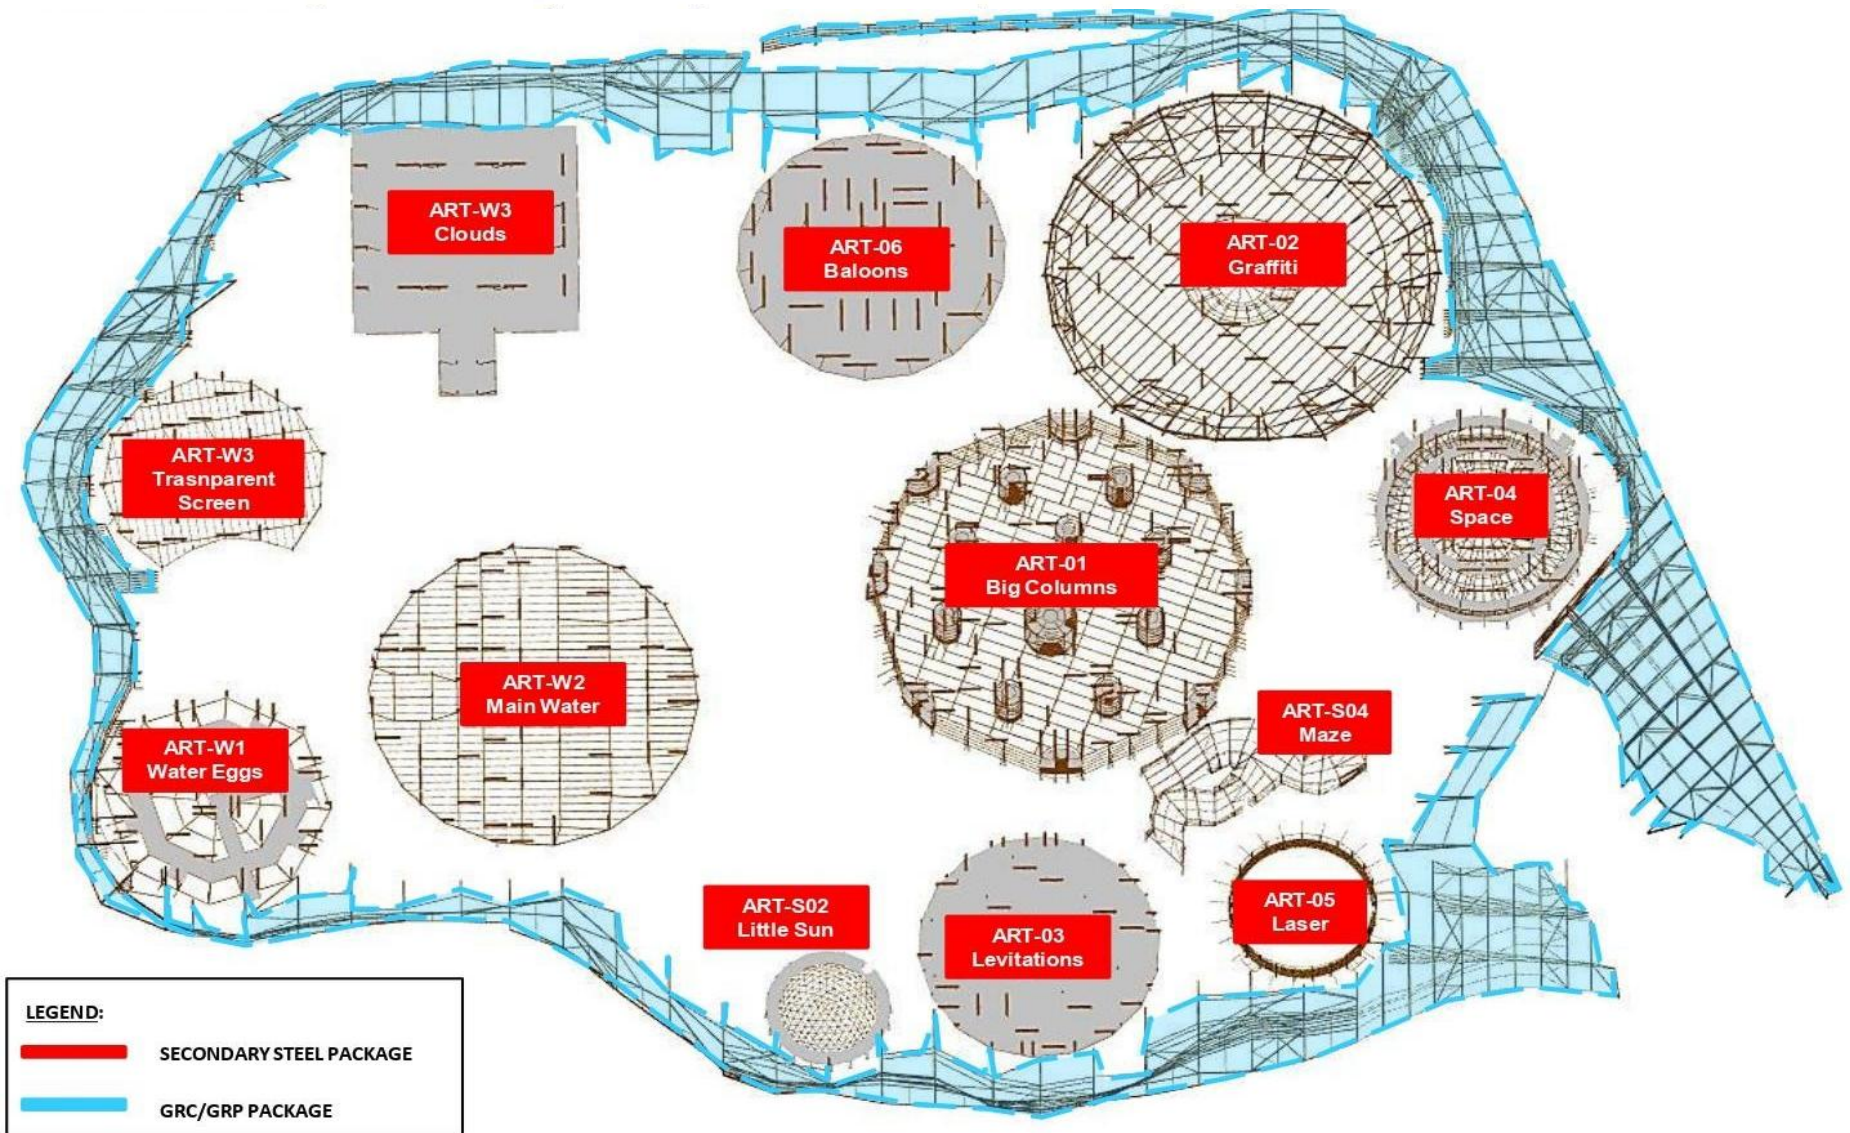 ART-W3
Clouds
ART-06
Baloons
ART-02
Graffiti
ART-W3
Trasnparent
Screen
ART-04
Space
ART-01
Big Columns
ART-W2
Main Water
ART-S04
Maze
ART-W1
Water Eggs
ART-S02
Little Sun
ART-03
Levitations
ART-05
Laser
LEGEND:
SECONDARY STEEL PACKAGE
GRC/GRP PACKAGE